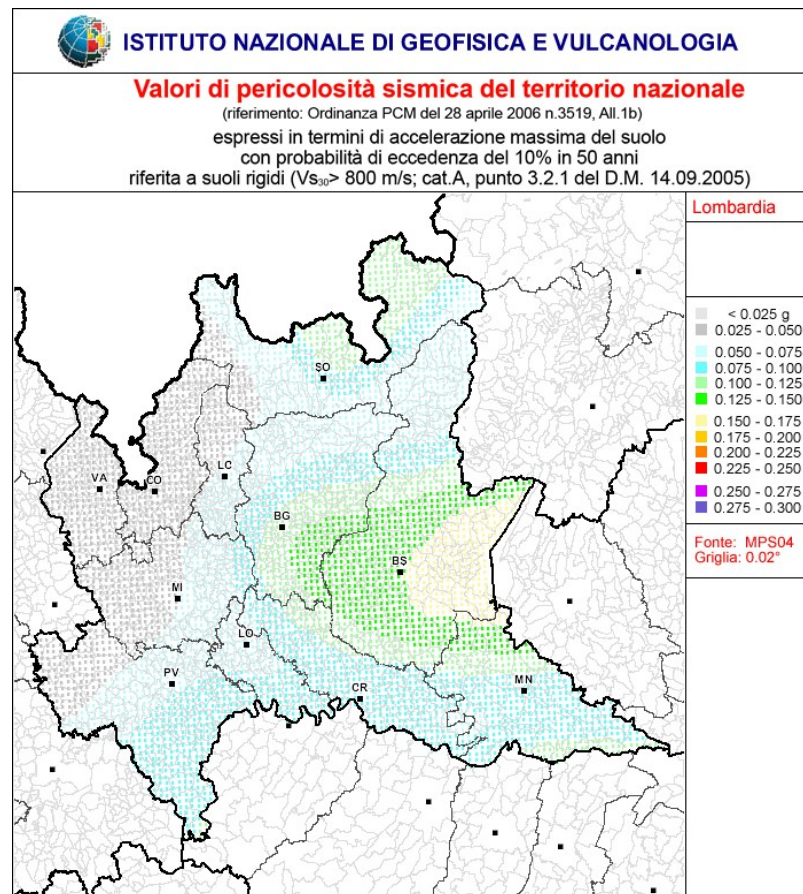 ISTITUTO NAZIONALE DI GEOFISICA E VULCANOLOGIA
Valori di pericolosità sismica del territorio nazionale
(riferimento: Ordinanza PCM del 28 aprile 2006 n.3519, All.1b)
espressi in termini di accelerazione massima del suolo
con probabilità di eccedenza del 10% in 50 anni
riferita a suoli rigidi (Vs₃₀> 800 m/s; cat.A, punto 3.2.1 del D.M. 14.09.2005)
Lombardia
< 0.025 g
0.025 - 0.050
0.050 - 0.075
0.075 - 0.100
0.100 - 0.125
0.125 - 0.150
0.150 - 0.175
0.175 - 0.200
0.200 - 0.225
0.225 - 0.250
0.250 - 0.275
0.275 - 0.300
Fonte: MPS04
Griglia: 0.02°
SO
LC
VA
CO
BG
BS
MI
LO
PV
CR
MN